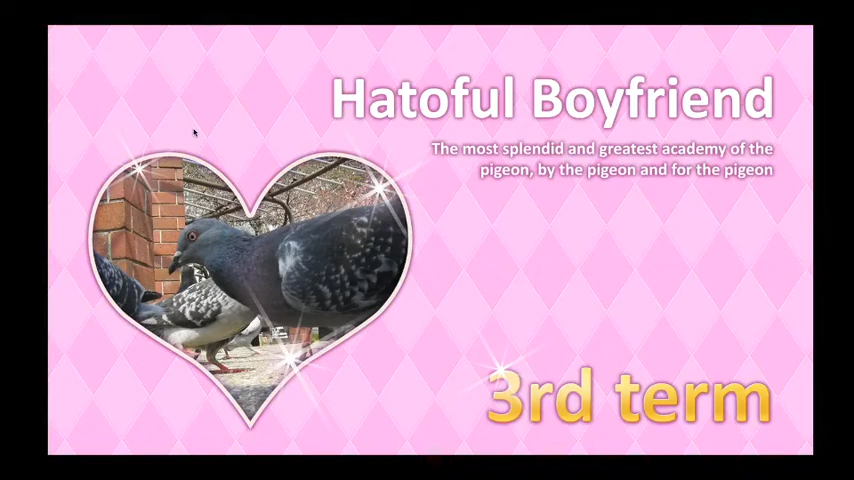 Hatoful Boyfriend
The most splendid and greatest academy of the
pigeon, by the pigeon and for the pigeon
3rd term